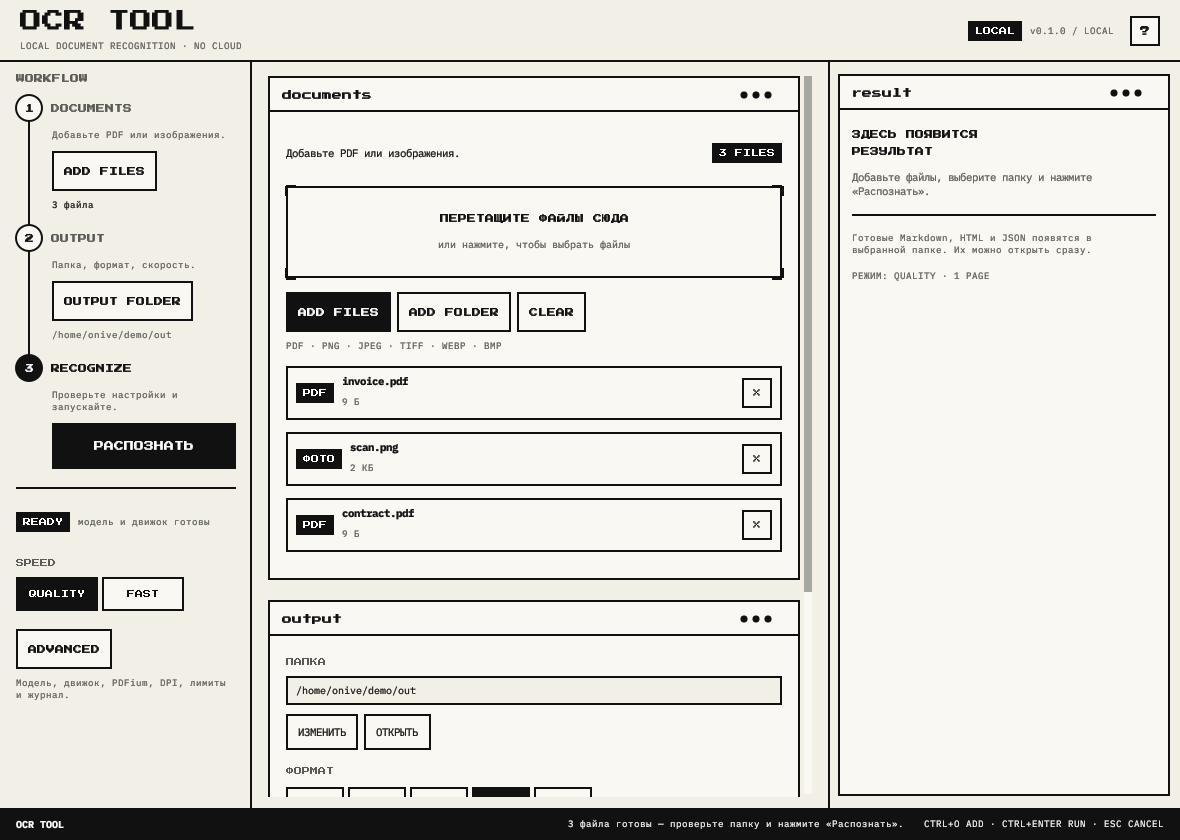 OCR TOOL
LOCAL DOCUMENT RECOGNITION · NO CLOUD
LOCAL
v0.1.0 / LOCAL
?
WORKFLOW
1
DOCUMENTS
Добавьте PDF или изображения.
ADD FILES
3 файла
2
OUTPUT
Папка, формат, скорость.
OUTPUT FOLDER
/home/onive/demo/out
3
RECOGNIZE
Проверьте настройки и
запускайте.
РАСПОЗНАТЬ
READY
модель и движок готовы
SPEED
QUALITY
FAST
ADVANCED
Модель, движок, PDFium, DPI, лимиты
и журнал.
documents
Добавьте PDF или изображения.
3 FILES
ПЕРЕТАЩИТЕ ФАЙЛЫ СЮДА
или нажмите, чтобы выбрать файлы
ADD FILES
ADD FOLDER
CLEAR
PDF · PNG · JPEG · TIFF · WEBP · BMP
PDF
invoice.pdf
9 Б
×
ФОТО
scan.png
2 КБ
×
PDF
contract.pdf
9 Б
×
output
ПАПКА
/home/onive/demo/out
ИЗМЕНИТЬ
ОТКРЫТЬ
ФОРМАТ
result
ЗДЕСЬ ПОЯВИТСЯ
РЕЗУЛЬТАТ
Добавьте файлы, выберите папку и нажмите
«Распознать».
Готовые Markdown, HTML и JSON появятся в
выбранной папке. Их можно открыть сразу.
РЕЖИМ: QUALITY · 1 PAGE
OCR TOOL
3 файла готовы — проверьте папку и нажмите «Распознать».
CTRL+O ADD · CTRL+ENTER RUN · ESC CANCEL